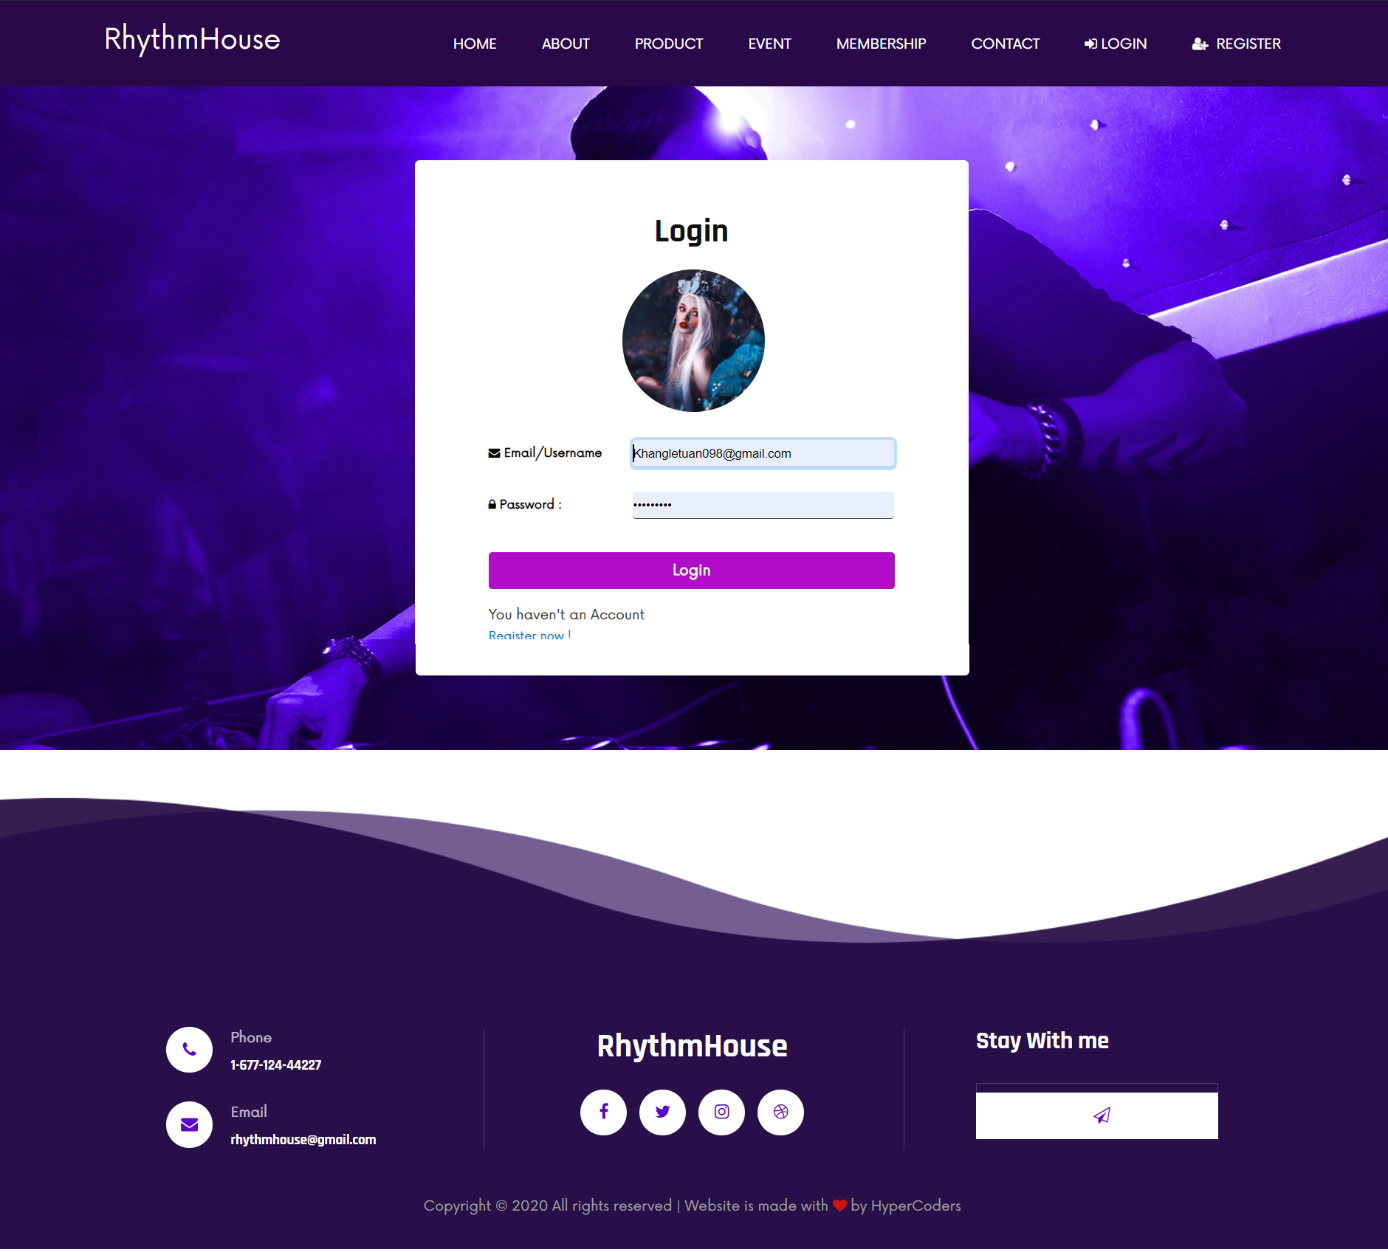 RhythmHouse
HOME ABOUT PRODUCT EVENT MEMBERSHIP CONTACT LOGIN REGISTER
Login
Email/Username Khangletuan098@gmail.com
Password : •••••••••
Login
You haven't an Account
Register now !
Phone
1-677-124-44227
Email
rhythmhouse@gmail.com
RhythmHouse
Stay With me
Copyright © 2020 All rights reserved | Website is made with ❤ by HyperCoders